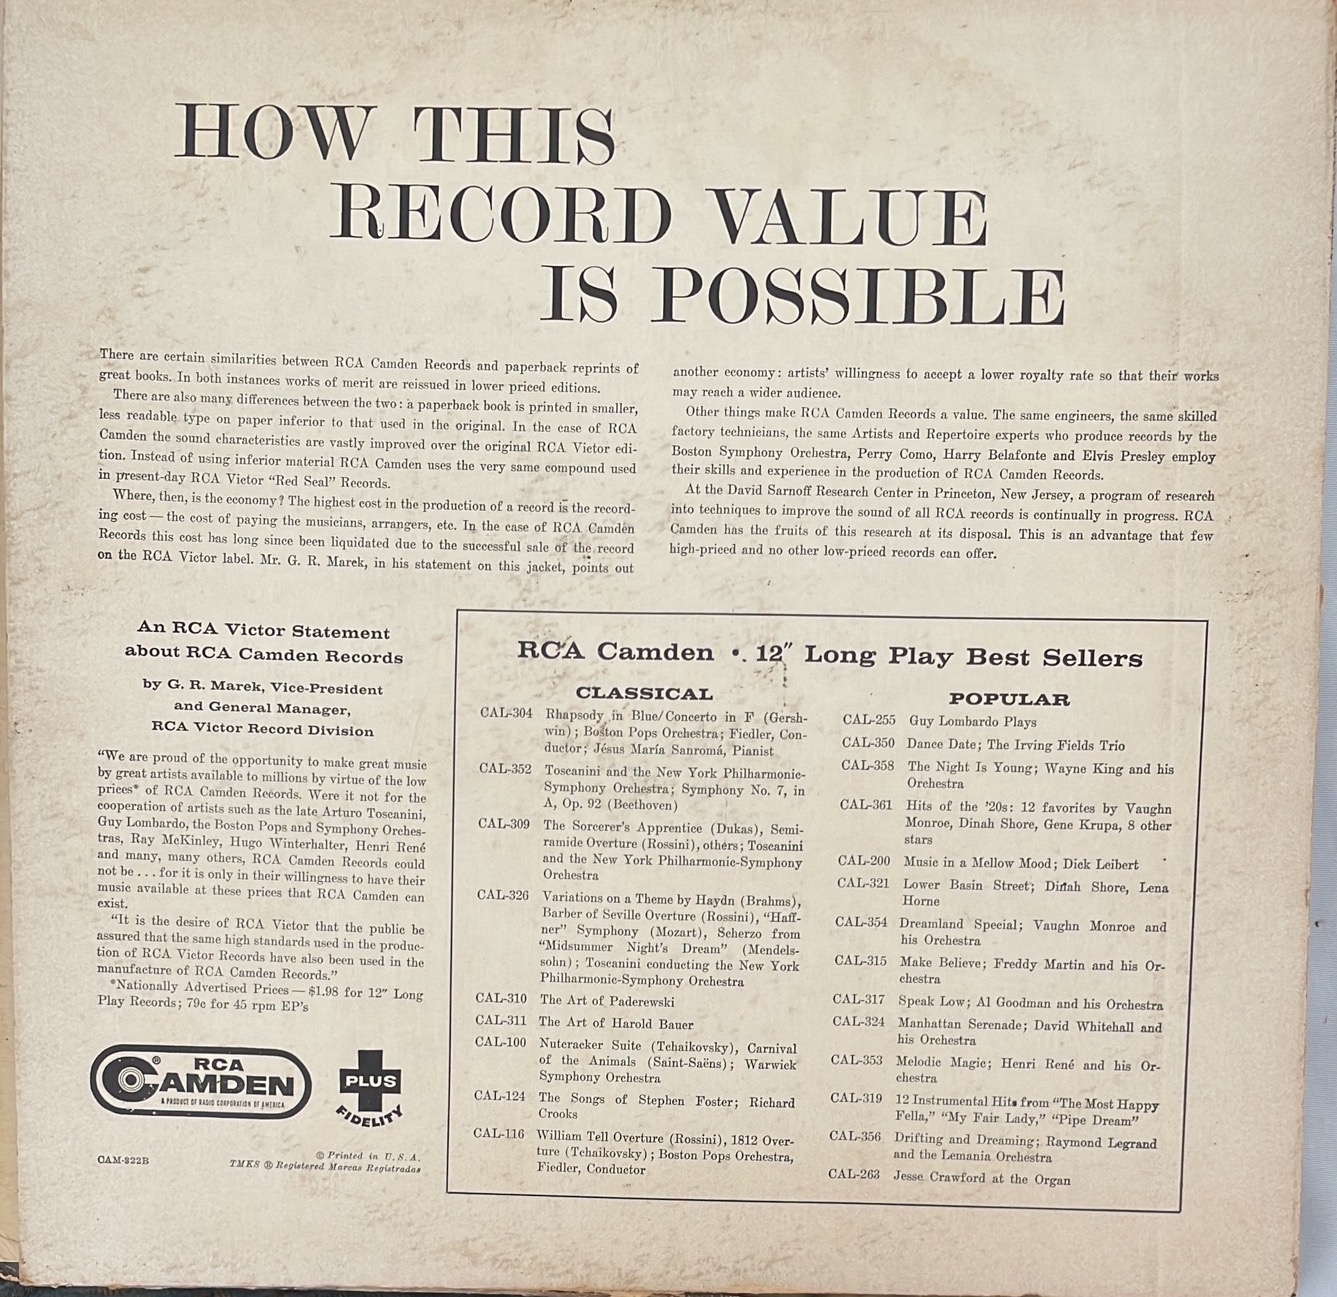 HOW THIS
RECORD VALUE
IS POSSIBLE
There are certain similarities between RCA Camden Records and paperback reprints of
great books. In both instances works of merit are reissued in lower priced editions.
There are also many differences between the two: a paperback book is printed in smaller,
less readable type on paper inferior to that used in the original. In the case of RCA
Camden the sound characteristics are vastly improved over the original RCA Victor edi-
tion. Instead of using inferior material RCA Camden uses the very same compound used
in present-day RCA Victor “Red Seal” Records.
Where, then, is the economy? The highest cost in the production of a record is the record-
ing cost — the cost of paying the musicians, arrangers, etc. In the case of RCA Camden
Records this cost has long since been liquidated due to the successful sale of the record
on the RCA Victor label. Mr. G. R. Marek, in his statement on this jacket, points out
another economy: artists’ willingness to accept a lower royalty rate so that their works
may reach a wider audience.
Other things make RCA Camden Records a value. The same engineers, the same skilled
factory technicians, the same Artists and Repertoire experts who produce records by the
Boston Symphony Orchestra, Perry Como, Harry Belafonte and Elvis Presley employ
their skills and experience in the production of RCA Camden Records.
At the David Sarnoff Research Center in Princeton, New Jersey, a program of research
into techniques to improve the sound of all RCA records is continually in progress. RCA
Camden has the fruits of this research at its disposal. This is an advantage that few
high-priced and no other low-priced records can offer.
An RCA Victor Statement
about RCA Camden Records
by G. R. Marek, Vice-President
and General Manager,
RCA Victor Record Division
“We are proud of the opportunity to make great music
by great artists available to millions by virtue of the low
prices* of RCA Camden Records. Were it not for the
cooperation of artists such as the late Arturo Toscanini,
Guy Lombardo, the Boston Pops and Symphony Orches-
tras, Ray McKinley, Hugo Winterhalter, Henri René
and many, many others, RCA Camden Records could
not be . . . for it is only in their willingness to have their
music available at these prices that RCA Camden can
exist.
“It is the desire of RCA Victor that the public be
assured that the same high standards used in the produc-
tion of RCA Victor Records have also been used in the
manufacture of RCA Camden Records.”
*Nationally Advertised Prices — $1.98 for 12″ Long
Play Records; 79c for 45 rpm EP’s
RCA
CAMDEN ®
A PRODUCT OF RADIO CORPORATION OF AMERICA
PLUS
FIDELITY
CAM-322B
© Printed in U. S. A.
TMKS ® Registered Marcas Registradas
RCA Camden • 12″ Long Play Best Sellers
CLASSICAL
CAL-304 Rhapsody in Blue/Concerto in F (Gersh-
win); Boston Pops Orchestra; Fiedler, Con-
ductor; Jésus María Sanromá, Pianist
CAL-352 Toscanini and the New York Philharmonic-
Symphony Orchestra; Symphony No. 7, in
A, Op. 92 (Beethoven)
CAL-309 The Sorcerer’s Apprentice (Dukas), Semi-
ramide Overture (Rossini), others; Toscanini
and the New York Philharmonic-Symphony
Orchestra
CAL-326 Variations on a Theme by Haydn (Brahms),
Barber of Seville Overture (Rossini), “Haff-
ner” Symphony (Mozart), Scherzo from
“Midsummer Night’s Dream” (Mendels-
sohn); Toscanini conducting the New York
Philharmonic-Symphony Orchestra
CAL-310 The Art of Paderewski
CAL-311 The Art of Harold Bauer
CAL-100 Nutcracker Suite (Tchaikovsky), Carnival
of the Animals (Saint-Saëns); Warwick
Symphony Orchestra
CAL-124 The Songs of Stephen Foster; Richard
Crooks
CAL-116 William Tell Overture (Rossini), 1812 Over-
ture (Tchaikovsky); Boston Pops Orchestra,
Fiedler, Conductor
POPULAR
CAL-255 Guy Lombardo Plays
CAL-350 Dance Date; The Irving Fields Trio
CAL-358 The Night Is Young; Wayne King and his
Orchestra
CAL-361 Hits of the ’20s: 12 favorites by Vaughn
Monroe, Dinah Shore, Gene Krupa, 8 other
stars
CAL-200 Music in a Mellow Mood; Dick Leibert
CAL-321 Lower Basin Street; Dinah Shore, Lena
Horne
CAL-354 Dreamland Special; Vaughn Monroe and
his Orchestra
CAL-315 Make Believe; Freddy Martin and his Or-
chestra
CAL-317 Speak Low; Al Goodman and his Orchestra
CAL-324 Manhattan Serenade; David Whitehall and
his Orchestra
CAL-353 Melodic Magic; Henri René and his Or-
chestra
CAL-319 12 Instrumental Hits from “The Most Happy
Fella,” “My Fair Lady,” “Pipe Dream”
CAL-356 Drifting and Dreaming; Raymond Legrand
and the Lemania Orchestra
CAL-263 Jesse Crawford at the Organ